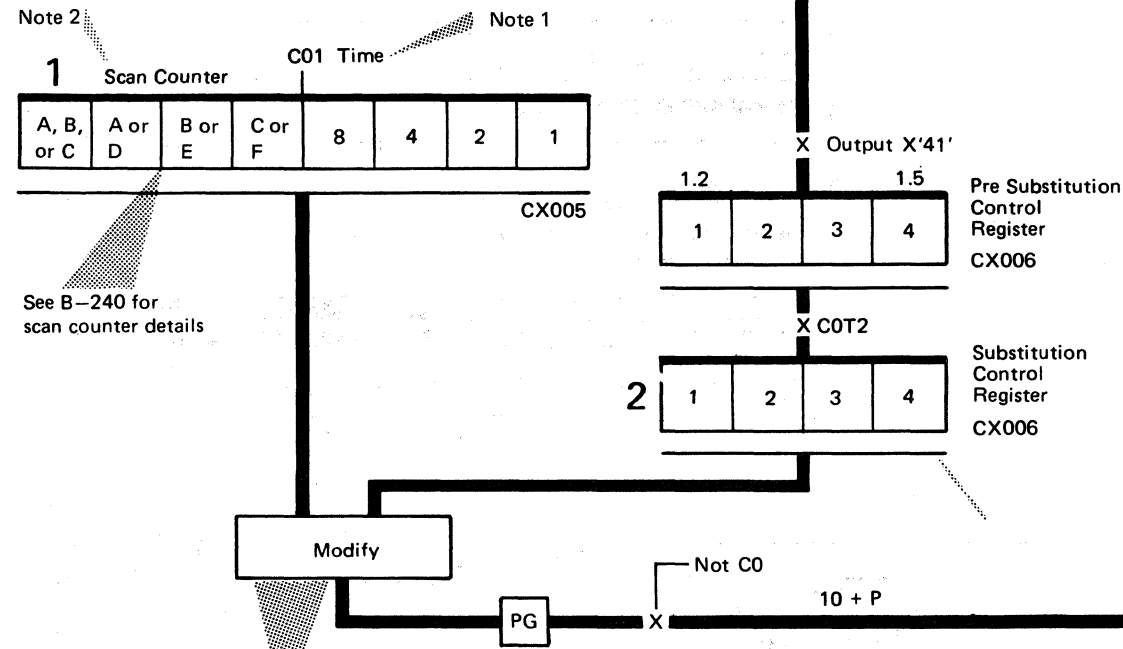 Note 2
Note 1
C01 Time
1
Scan Counter
A, B, or C
A or D
B or E
C or F
8
4
2
1
CX005
See B–240 for
scan counter details
X Output X'41'
1.2
1.5
1
2
3
4
Pre Substitution
Control
Register
CX006
X C0T2
2
1
2
3
4
Substitution
Control
Register
CX006
Modify
Not C0
PG
X
10 + P